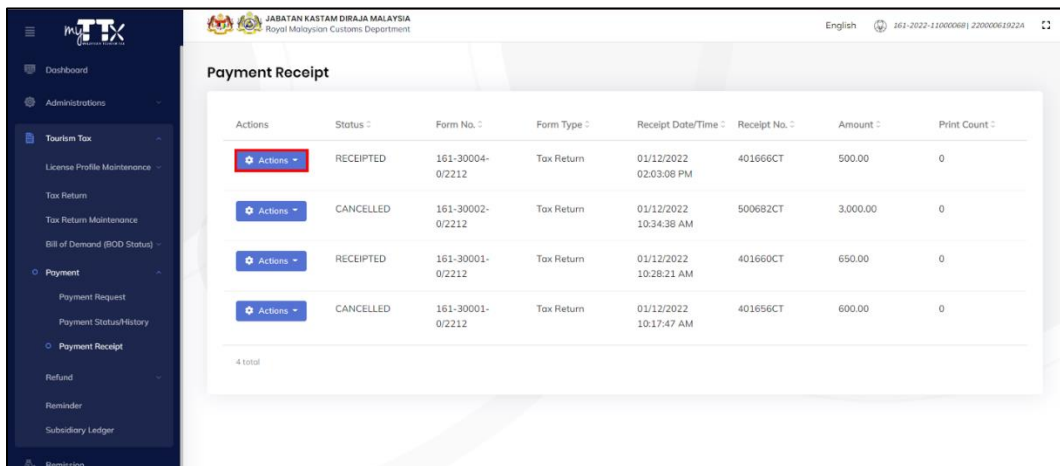 myTTX
JABATAN KASTAM DIRAJA MALAYSIA
Royal Malaysian Customs Department
English
161-2022-11000068| 22000061922A
Dashboard
Administrations
Tourism Tax
License Profile Maintenance
Tax Return
Tax Return Maintenance
Bill of Demand (BOD Status)
Payment
Payment Request
Payment Status/History
Payment Receipt
Refund
Reminder
Subsidiary Ledger
Remission
Payment Receipt
Actions Status Form No. Form Type Receipt Date/Time Receipt No. Amount Print Count
Actions RECEIPTED 161-30004- Tax Return 01/12/2022 401666CT 500.00 0
0/2212 02:03:08 PM
Actions CANCELLED 161-30002- Tax Return 01/12/2022 500682CT 3,000.00 0
0/2212 10:34:38 AM
Actions RECEIPTED 161-30001- Tax Return 01/12/2022 401660CT 650.00 0
0/2212 10:28:21 AM
Actions CANCELLED 161-30001- Tax Return 01/12/2022 401656CT 600.00 0
0/2212 10:17:47 AM
4 total